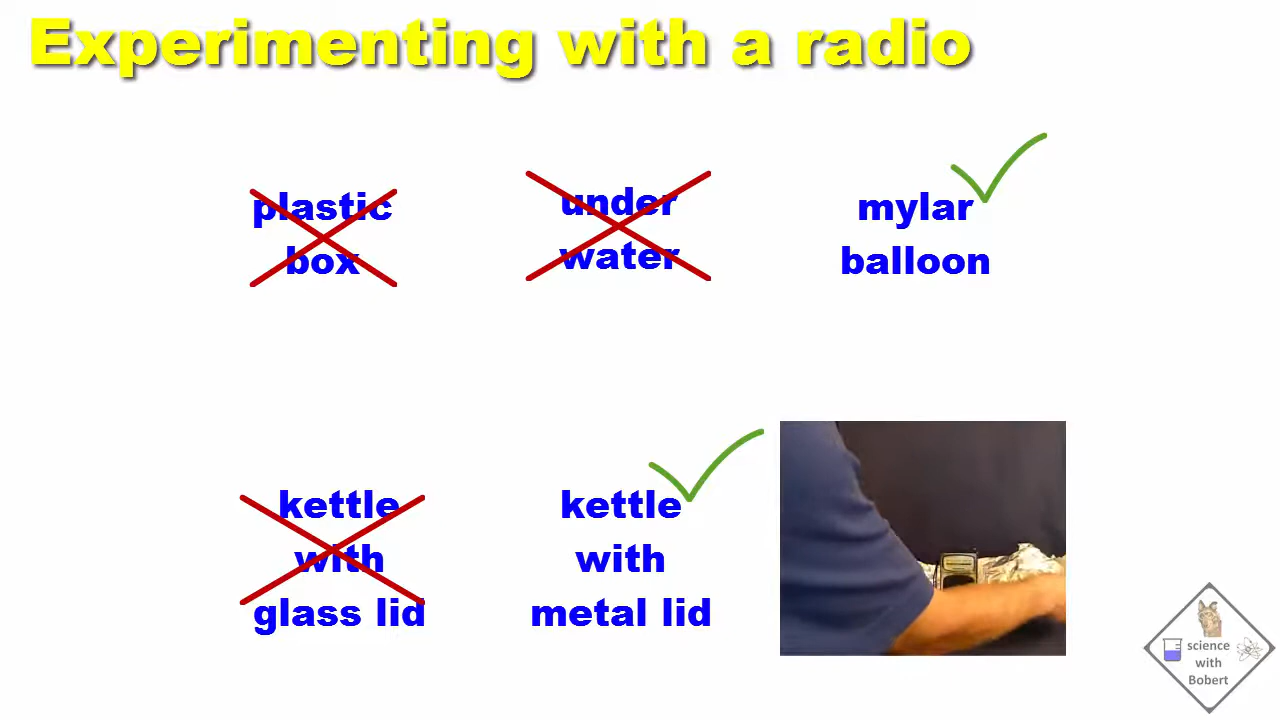 Experimenting with a radio
plastic
box
under
water
mylar
balloon
kettle
with
glass lid
kettle
with
metal lid
science
with
Bobert